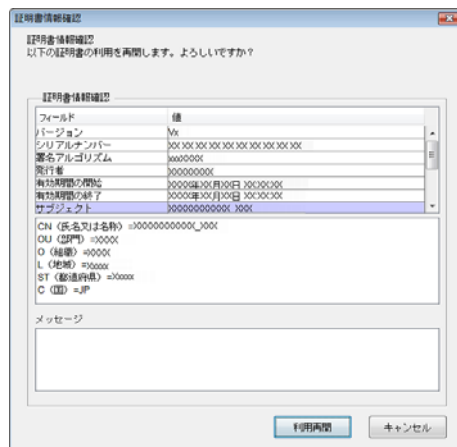 証明書情報確認
証明書情報確認
以下の証明書の利用を再開します。よろしいですか?
証明書情報確認
フィールド 値
バージョン Vx
シリアルナンバー XX XX XX XX XX XX XX XX XX XX XX
署名アルゴリズム
発行者 XXXXXXXX
有効期間の開始 XXXX年XX月XX日 XX:XX:XX
有効期間の終了 XXXX年XX月XX日 XX:XX:XX
サブジェクト XXXXXXXXXXX XXX
CN (氏名又は名称) =XXXXXXXXXXX_XXX
OU (部門) =XXXX
O (組織) =XXXX
L (地域) =Xxxxx
ST (都道府県) =Xxxxx
C (国) =JP
メッセージ
利用再開 キャンセル